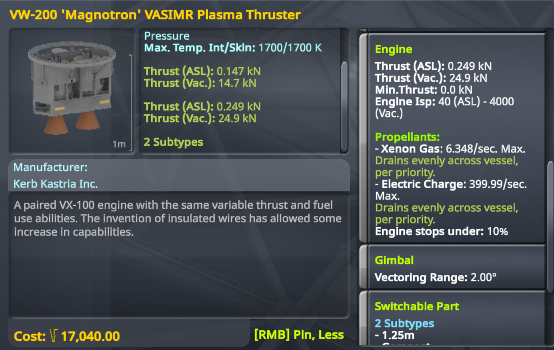 VW-200 'Magnotron' VASIMR Plasma Thruster
Pressure
Max. Temp. Int/Skin: 1700/1700 K
Thrust (ASL): 0.147 kN
Thrust (Vac.): 14.7 kN
Thrust (ASL): 0.249 kN
Thrust (Vac.): 24.9 kN
2 Subtypes
1m
Manufacturer:
Kerb Kastria Inc.
A paired VX-100 engine with the same variable thrust and fuel
use abilities. The invention of insulated wires has allowed some
increase in capabilities.
Cost: 17,040.00
[RMB] Pin, Less
Engine
Thrust (ASL): 0.249 kN
Thrust (Vac.): 24.9 kN
Min.Thrust: 0.0 kN
Engine Isp: 40 (ASL) - 4000
(Vac.)
Propellants:
- Xenon Gas: 6.348/sec. Max.
Drains evenly across vessel,
per priority.
- Electric Charge: 399.99/sec.
Max.
Drains evenly across vessel,
per priority.
Engine stops under: 10%
Gimbal
Vectoring Range: 2.00°
Switchable Part
2 Subtypes
- 1.25m